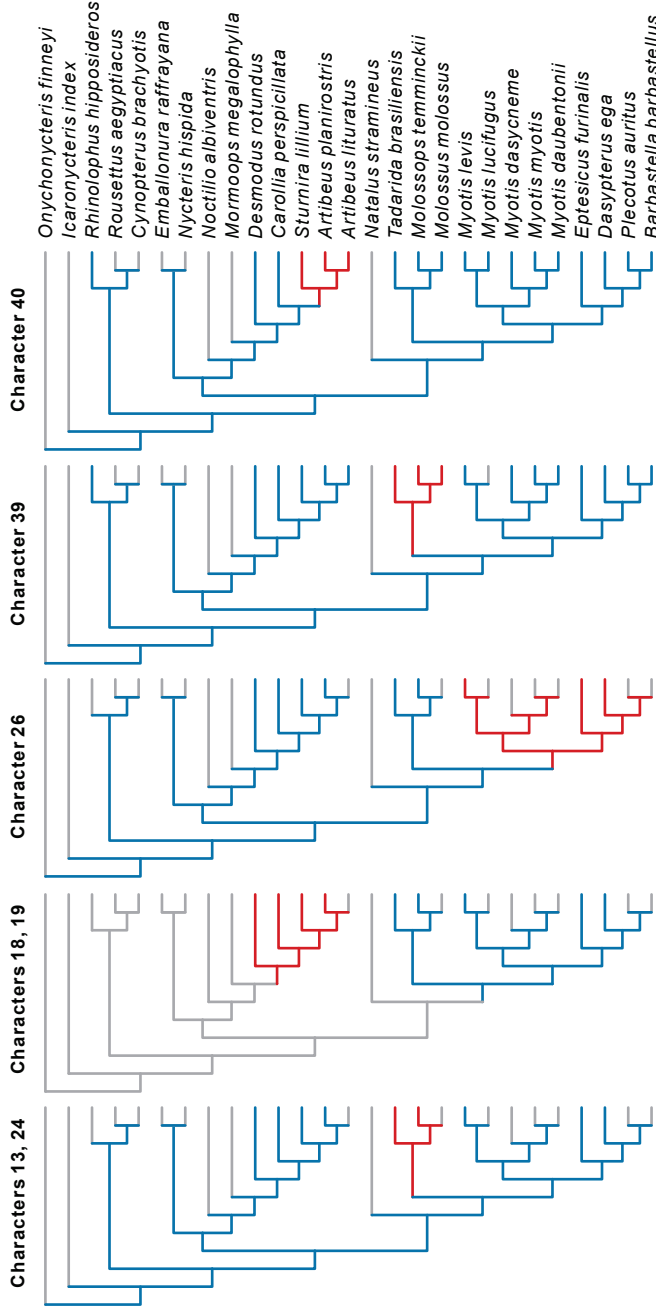 Onychonycteris finneyi
Icaronycteris index
Rhinolophus hipposideros
Rousettus aegyptiacus
Cynopterus brachyotis
Emballonura raffrayana
Nycteris hispida
Noctilio albiventris
Mormoops megalophylla
Desmodus rotundus
Carollia perspicillata
Sturnira lillium
Artibeus planirostris
Artibeus lituratus
Natalus stramineus
Tadarida brasiliensis
Molossops temminckii
Molossus molossus
Myotis levis
Myotis lucifugus
Myotis dasycneme
Myotis myotis
Myotis daubentonii
Eptesicus furinalis
Dasypterus ega
Plecotus auritus
Barbastella barbastellus
Character 40
Character 39
Character 26
Characters 18, 19
Characters 13, 24